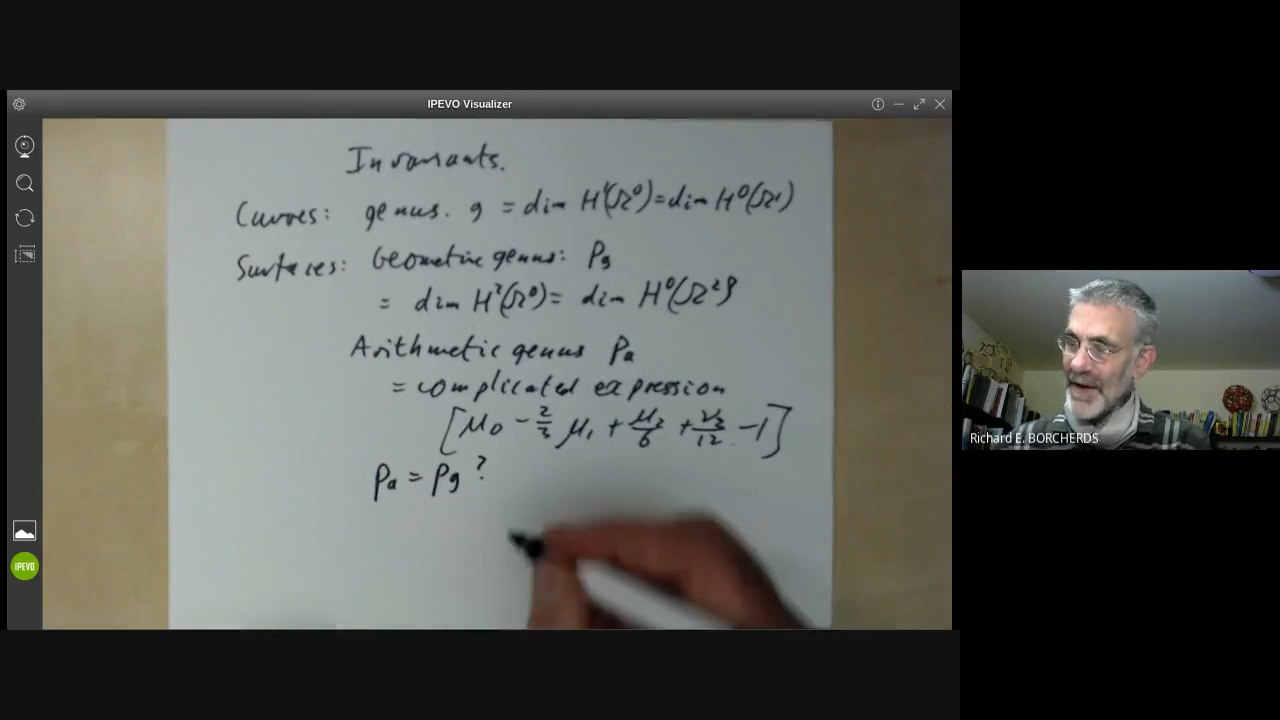 IPEVO Visualizer
Invariants.
Curves: genus. g = dim H¹(Ω⁰) = dim H⁰(Ω¹)
Surfaces: Geometric genus: Pg
= dim H²(Ω⁰) = dim H⁰(Ω²)
Arithmetic genus Pa
= complicated expression
[μ₀ - 2/3 μ₁ + μ₂/6 + ν₂/12 - 1]
Pa = Pg ?
IPEVO
Richard E. BORCHERDS